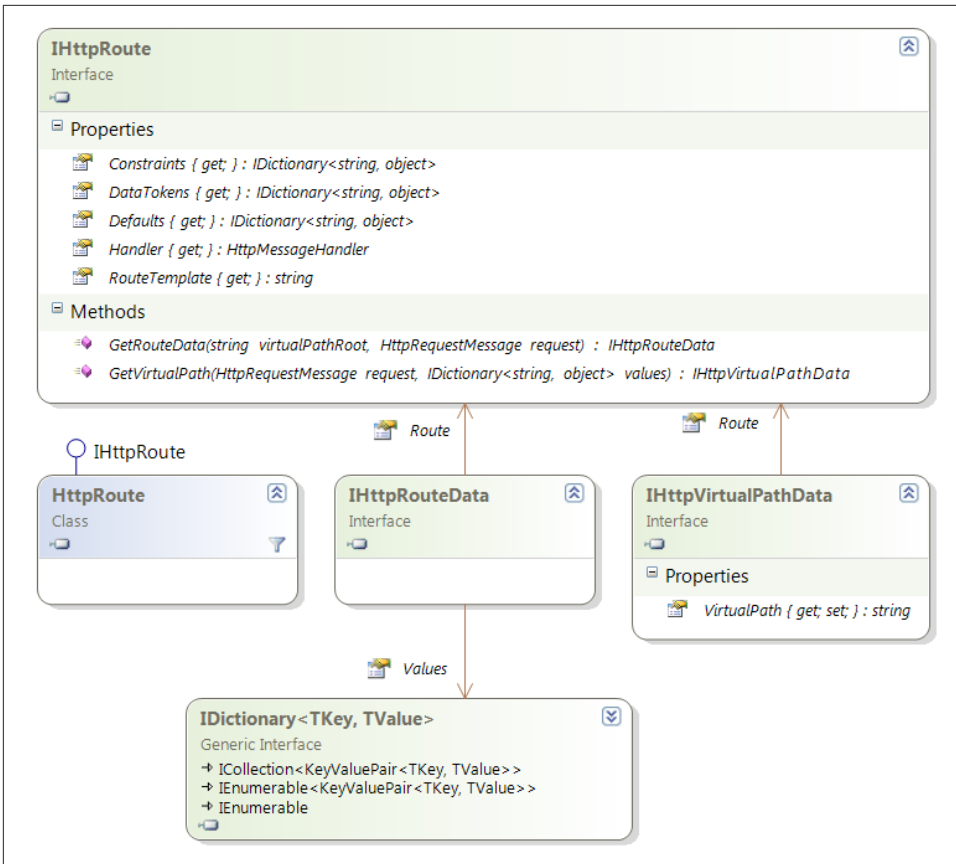 IHttpRoute
Interface
Properties
Constraints { get; } : IDictionary<string, object>
DataTokens { get; } : IDictionary<string, object>
Defaults { get; } : IDictionary<string, object>
Handler { get; } : HttpMessageHandler
RouteTemplate { get; } : string
Methods
GetRouteData(string virtualPathRoot, HttpRequestMessage request) : IHttpRouteData
GetVirtualPath(HttpRequestMessage request, IDictionary<string, object> values) : IHttpVirtualPathData
Route
Route
IHttpRoute
HttpRoute
Class
IHttpRouteData
Interface
IHttpVirtualPathData
Interface
Properties
VirtualPath { get; set; } : string
Values
IDictionary<TKey, TValue>
Generic Interface
ICollection<KeyValuePair<TKey, TValue>>
IEnumerable<KeyValuePair<TKey, TValue>>
IEnumerable